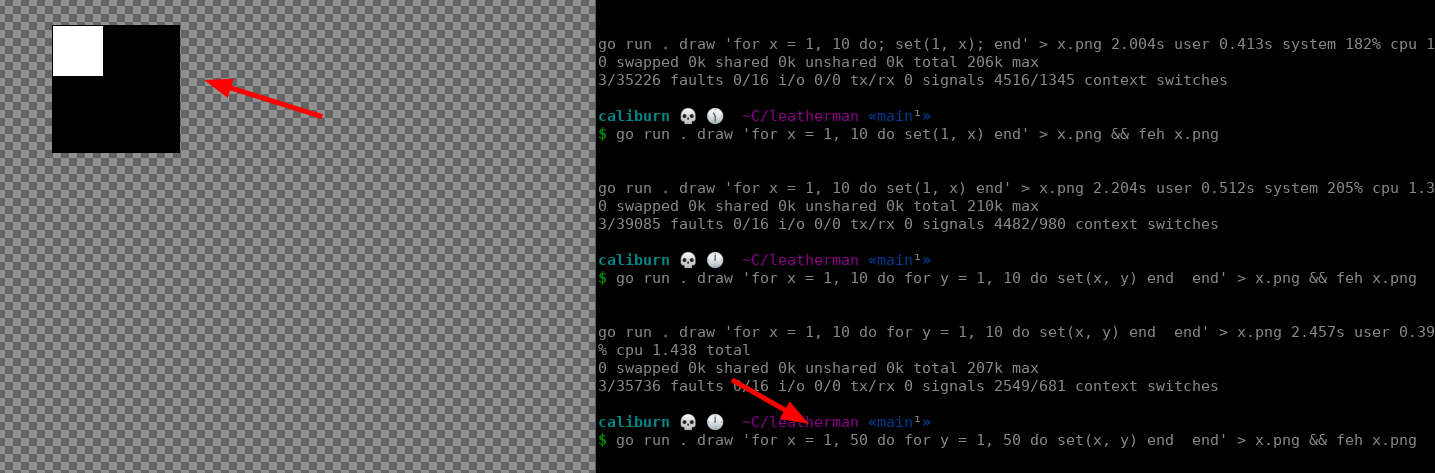 go run . draw 'for x = 1, 10 do; set(1, x); end' > x.png 2.004s user 0.413s system 182% cpu 1
0 swapped 0k shared 0k unshared 0k total 206k max
3/35226 faults 0/16 i/o 0/0 tx/rx 0 signals 4516/1345 context switches
caliburn 💀 🕦 ~C/leatherman «main¹»
$ go run . draw 'for x = 1, 10 do set(1, x) end' > x.png && feh x.png
go run . draw 'for x = 1, 10 do set(1, x) end' > x.png 2.204s user 0.512s system 205% cpu 1.3
0 swapped 0k shared 0k unshared 0k total 210k max
3/39085 faults 0/16 i/o 0/0 tx/rx 0 signals 4482/980 context switches
caliburn 💀 🕛 ~C/leatherman «main¹»
$ go run . draw 'for x = 1, 10 do for y = 1, 10 do set(x, y) end  end' > x.png && feh x.png
go run . draw 'for x = 1, 10 do for y = 1, 10 do set(x, y) end  end' > x.png 2.457s user 0.39
% cpu 1.438 total
0 swapped 0k shared 0k unshared 0k total 207k max
3/35736 faults 0/16 i/o 0/0 tx/rx 0 signals 2549/681 context switches
caliburn 💀 🕛 ~C/leatherman «main¹»
$ go run . draw 'for x = 1, 50 do for y = 1, 50 do set(x, y) end  end' > x.png && feh x.png